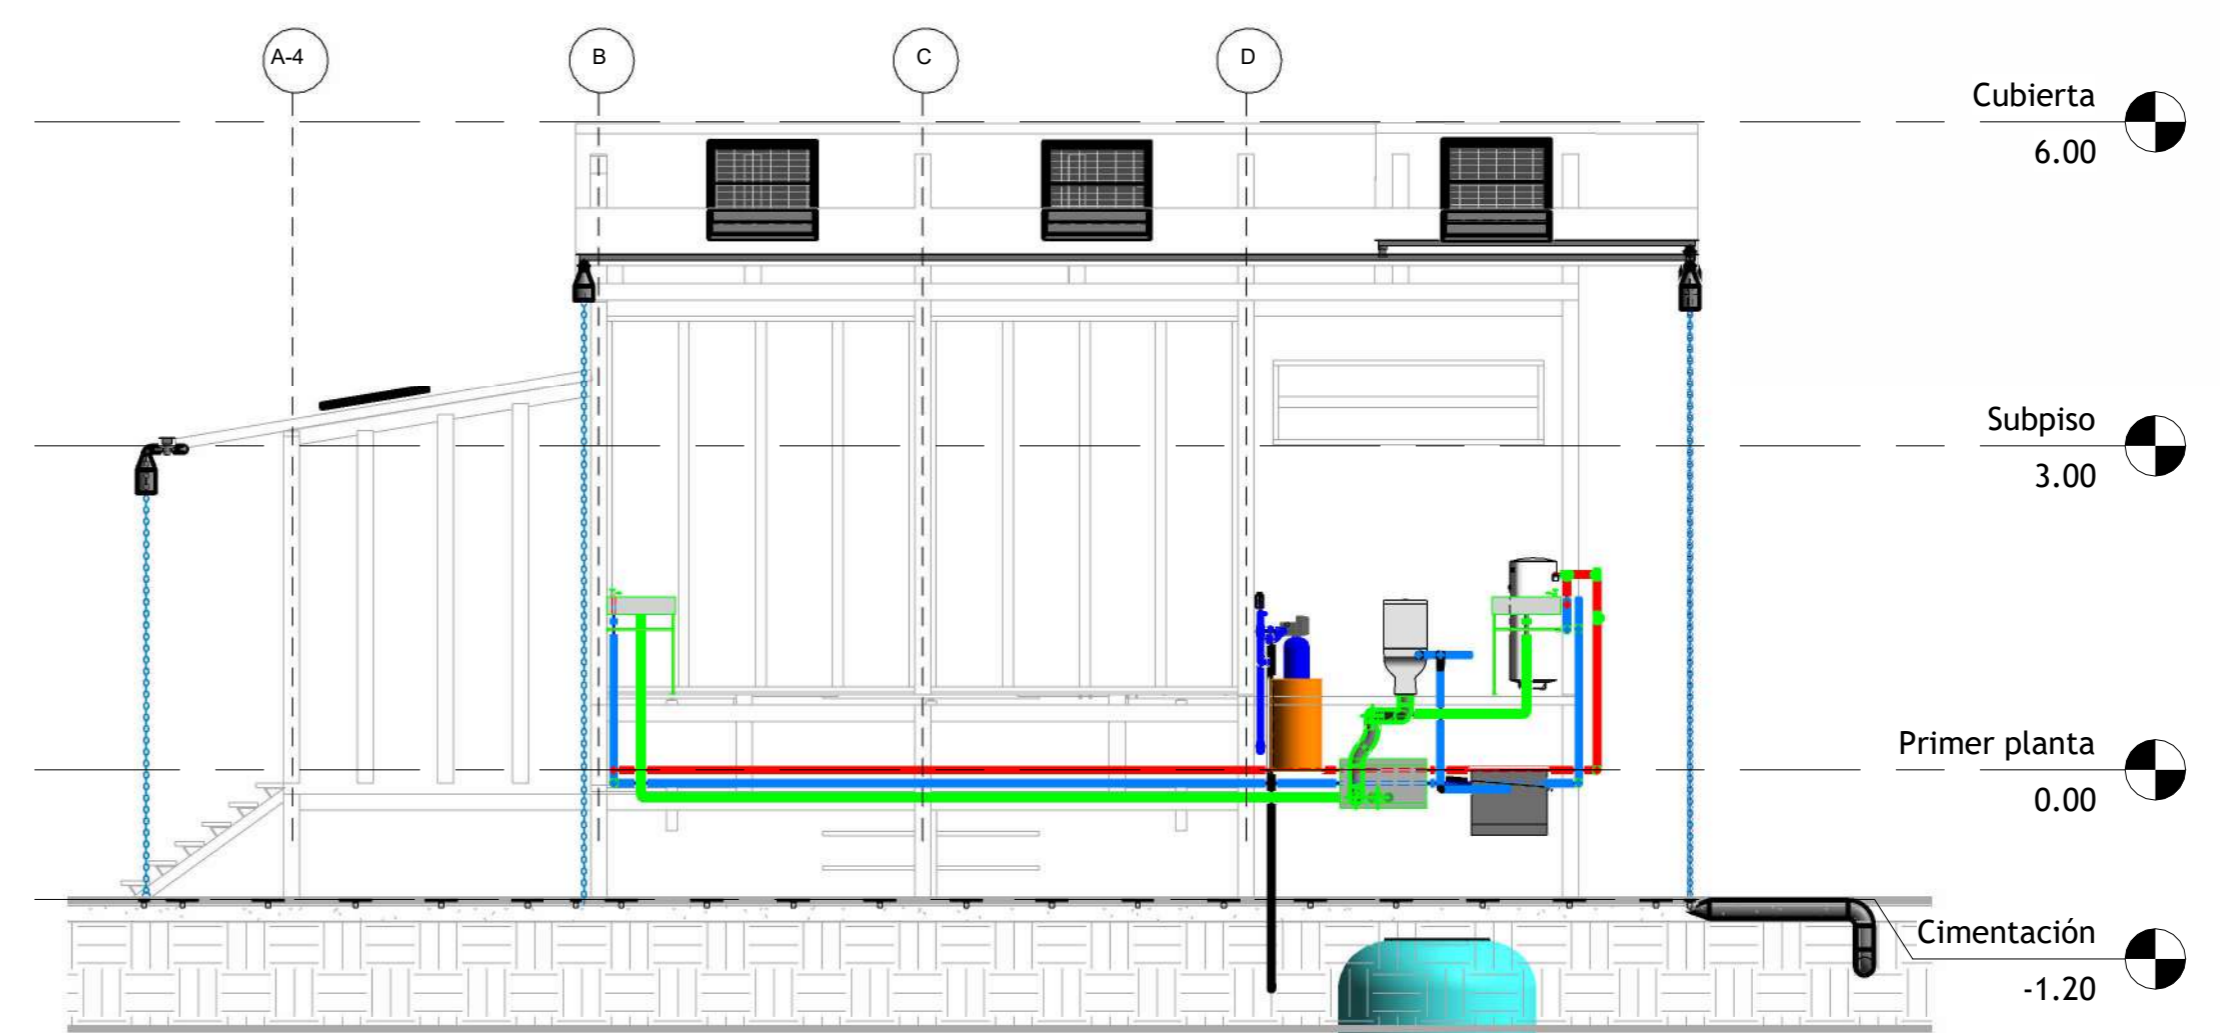 A-4
B
C
D
Cubierta
6.00
Subpiso
3.00
Primer planta
0.00
Cimentación
-1.20